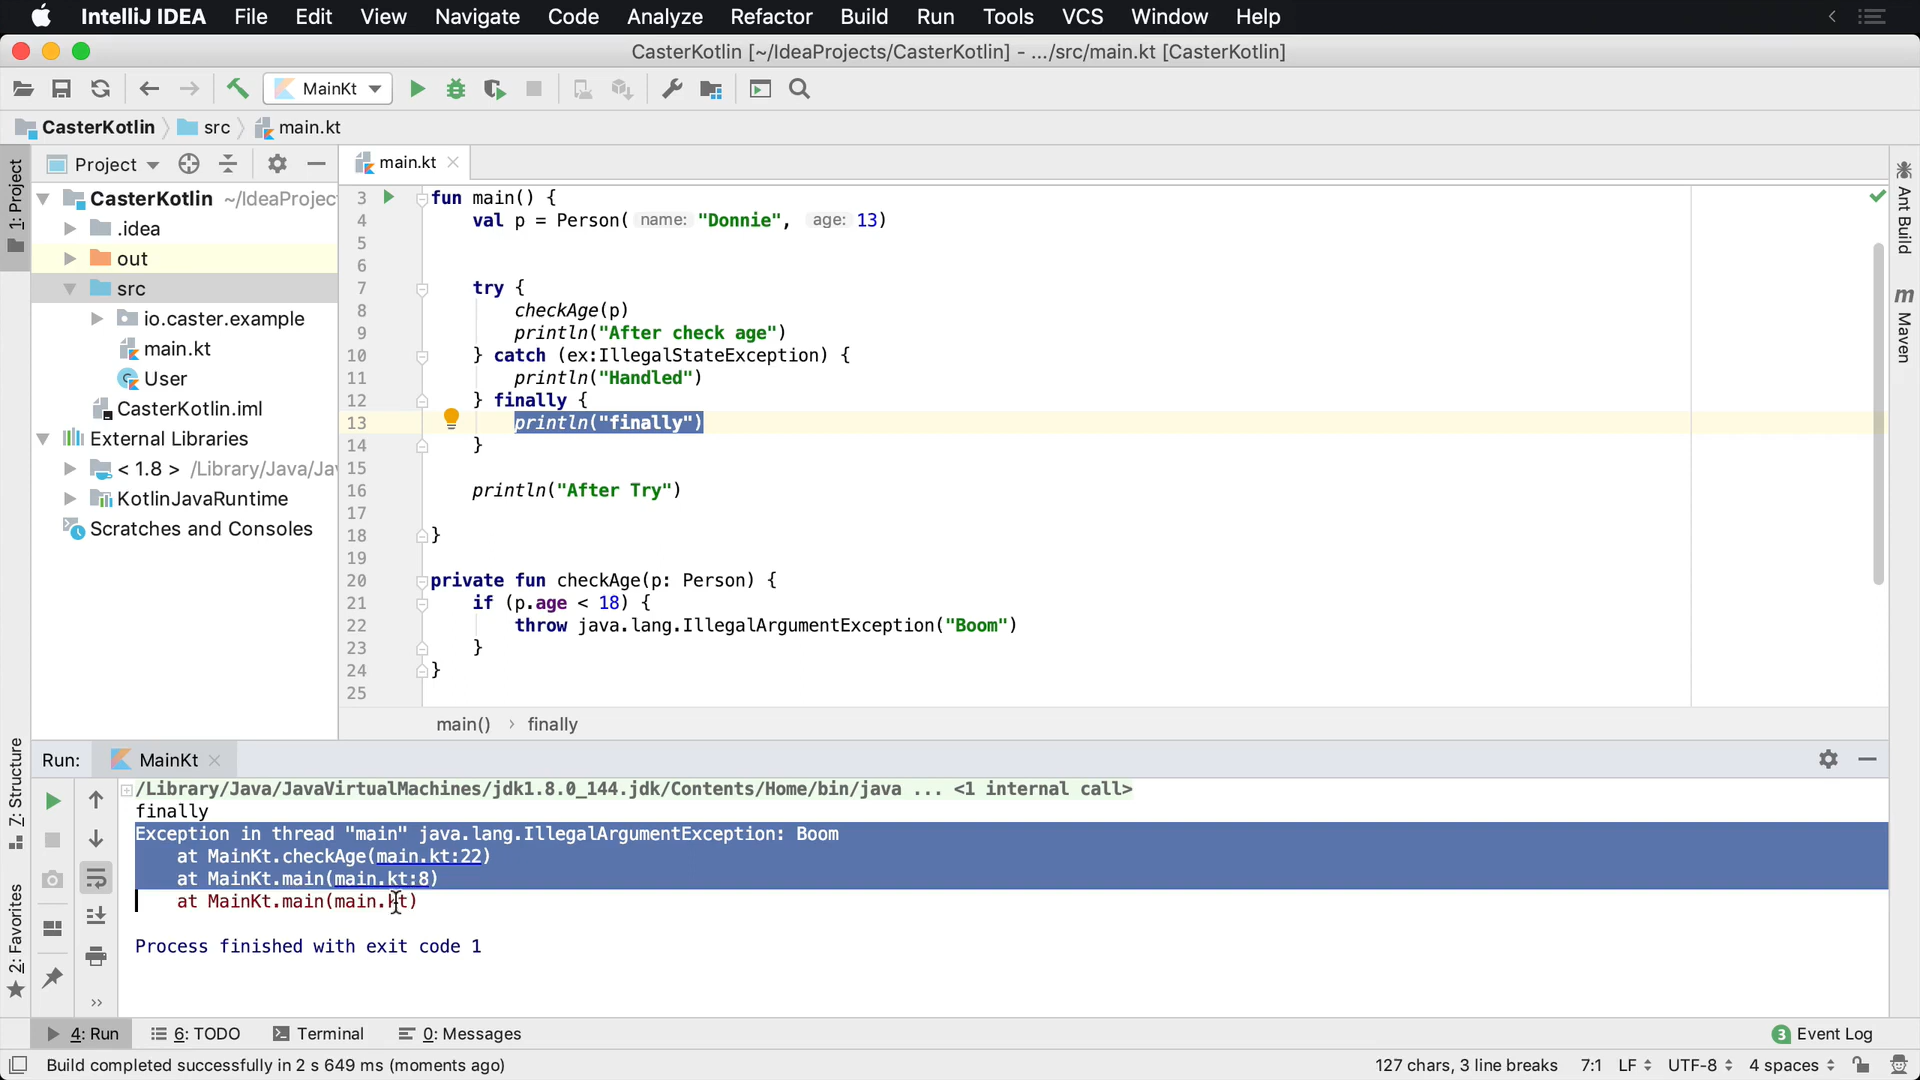 IntelliJ IDEA File Edit View Navigate Code Analyze Refactor Build Run Tools VCS Window Help
CasterKotlin [~/IdeaProjects/CasterKotlin] - .../src/main.kt [CasterKotlin]
MainKt
CasterKotlin src main.kt
1: Project
Project
CasterKotlin ~/IdeaProjec
.idea
out
src
io.caster.example
main.kt
User
CasterKotlin.iml
External Libraries
< 1.8 > /Library/Java/Ja
KotlinJavaRuntime
Scratches and Consoles
main.kt
3 fun main() {
4 val p = Person( name: "Donnie", age: 13)
5
6
7 try {
8 checkAge(p)
9 println("After check age")
10 } catch (ex:IllegalStateException) {
11 println("Handled")
12 } finally {
13 println("finally")
14 }
15
16 println("After Try")
17
18 }
19
20 private fun checkAge(p: Person) {
21 if (p.age < 18) {
22 throw java.lang.IllegalArgumentException("Boom")
23 }
24 }
25
main() › finally
Ant Build
m Maven
Z: Structure
2: Favorites
Run: MainKt
/Library/Java/JavaVirtualMachines/jdk1.8.0_144.jdk/Contents/Home/bin/java ... <1 internal call>
finally
Exception in thread "main" java.lang.IllegalArgumentException: Boom
at MainKt.checkAge(main.kt:22)
at MainKt.main(main.kt:8)
at MainKt.main(main.kt)
Process finished with exit code 1
4: Run 6: TODO Terminal 0: Messages 3 Event Log
Build completed successfully in 2 s 649 ms (moments ago) 127 chars, 3 line breaks 7:1 LF UTF-8 4 spaces